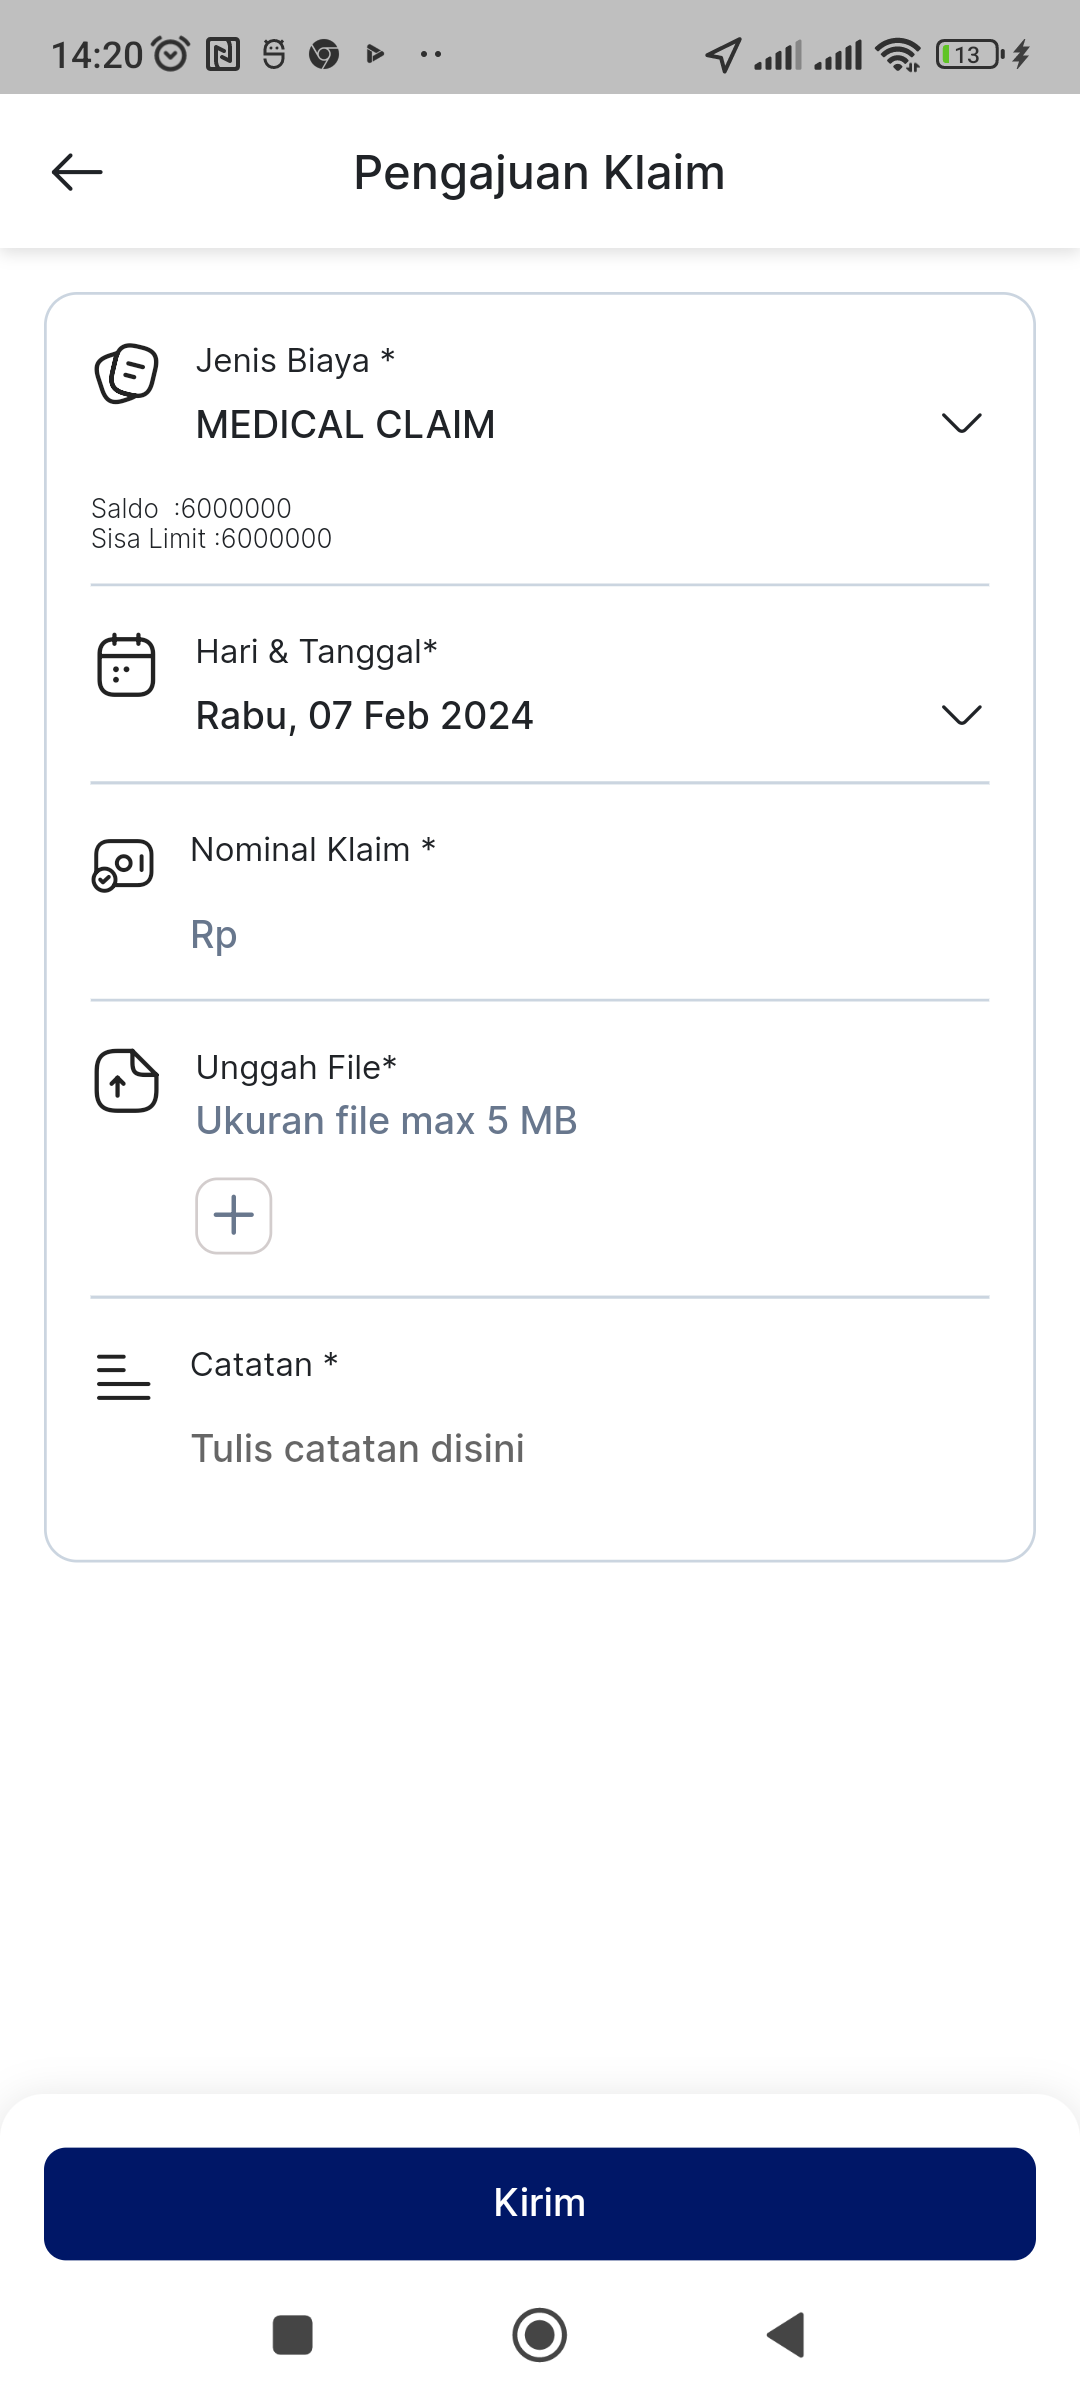 14:20
13
Pengajuan Klaim
Jenis Biaya *
MEDICAL CLAIM
Saldo  :6000000
Sisa Limit :6000000
Hari & Tanggal*
Rabu, 07 Feb 2024
Nominal Klaim *
Rp
Unggah File*
Ukuran file max 5 MB
Catatan *
Tulis catatan disini
Kirim